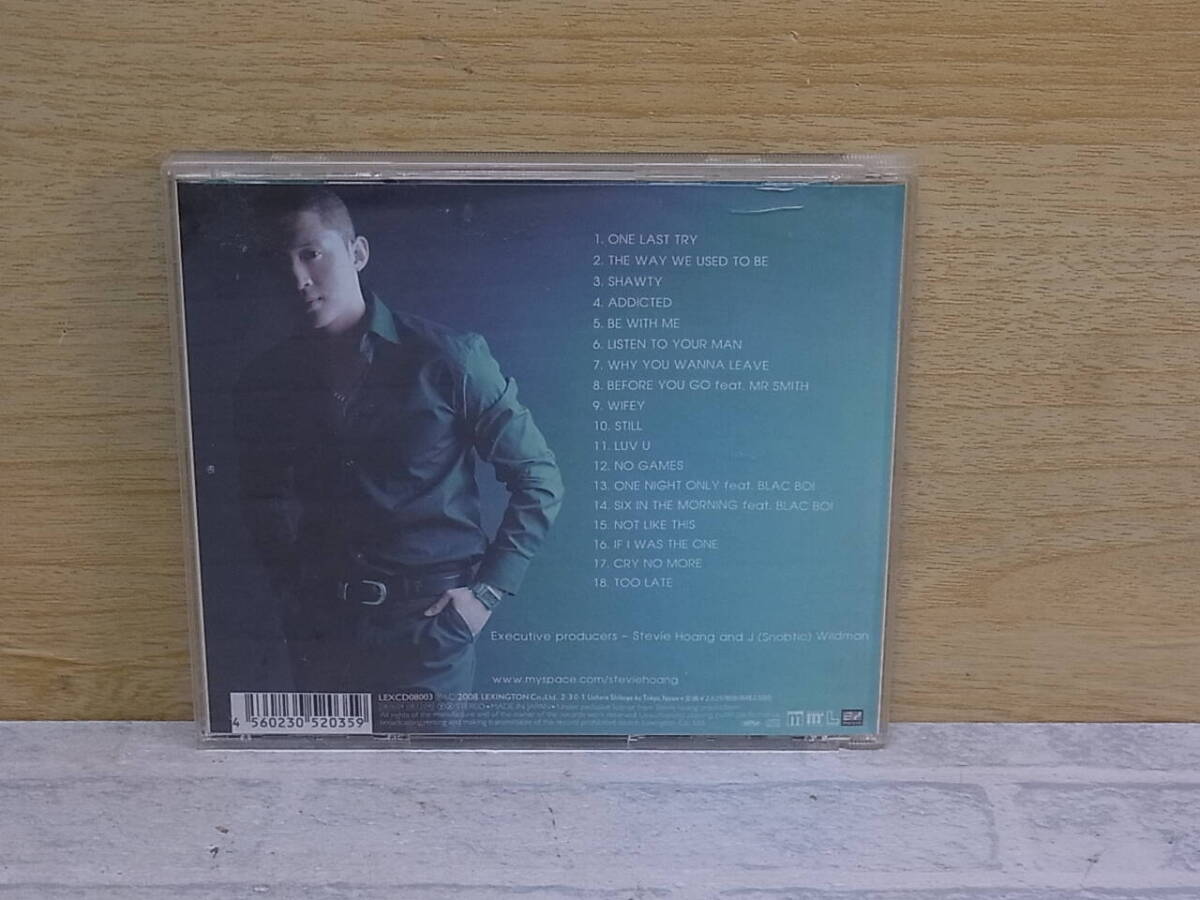 1. ONE LAST TRY
2. THE WAY WE USED TO BE
3. SHAWTY
4. ADDICTED
5. BE WITH ME
6. LISTEN TO YOUR MAN
7. WHY YOU WANNA LEAVE
8. BEFORE YOU GO feat. MR SMITH
9. WIFEY
10. STILL
11. LUV U
12. NO GAMES
13. ONE NIGHT ONLY feat. BLAC BOI
14. SIX IN THE MORNING feat. BLAC BOI
15. NOT LIKE THIS
16. IF I WAS THE ONE
17. CRY NO MORE
18. TOO LATE
Executive producers - Stevie Hoang and J (Snobtic) Wildman
www.myspace.com/steviehoang
LEXCD08003 2008 LEXINGTON Co., Ltd. 2-30-1
STEREO • MADE IN JAPAN •
4 560230 520359